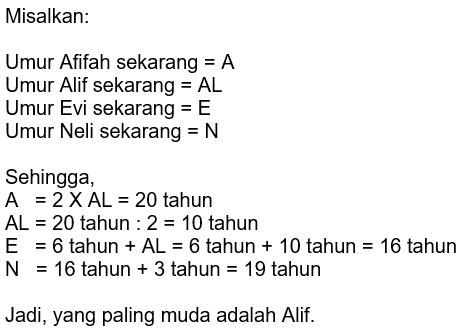 Misalkan:
Umur Afifah sekarang = A
Umur Alif sekarang = AL
Umur Evi sekarang = E
Umur Neli sekarang = N
Sehingga,
A = 2 X AL = 20 tahun
AL = 20 tahun : 2 = 10 tahun
E = 6 tahun + AL = 6 tahun + 10 tahun = 16 tahun
N = 16 tahun + 3 tahun = 19 tahun
Jadi, yang paling muda adalah Alif.